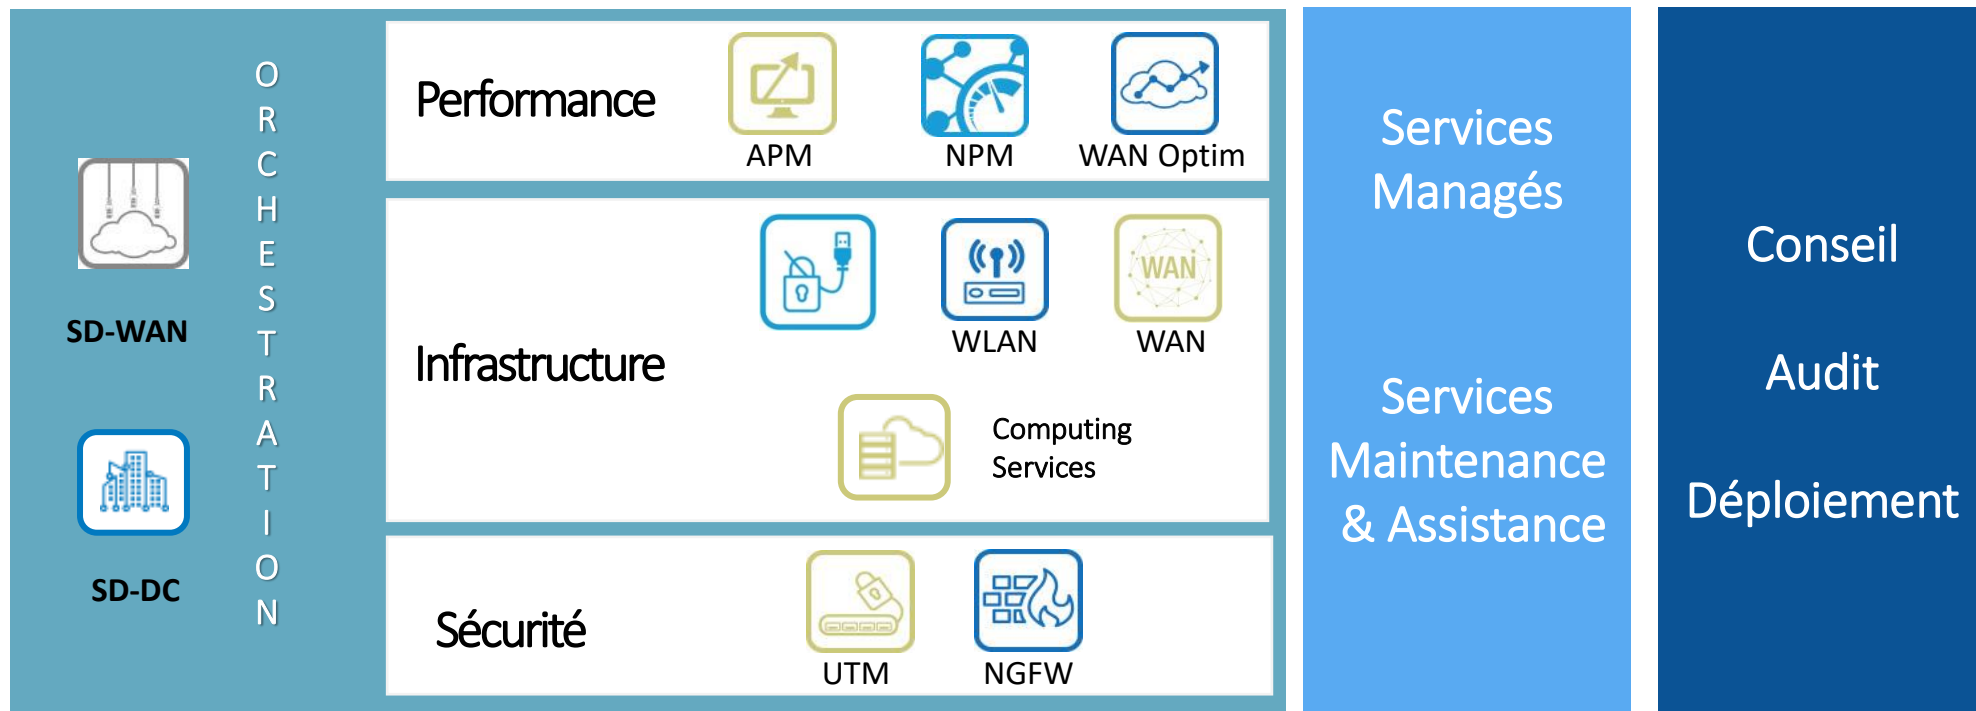 SD-WAN
SD-DC
ORCHESTRATION
Performance
APM
NPM
WAN Optim
Infrastructure
WLAN
WAN
WAN
Computing
Services
Sécurité
UTM
NGFW
Services
Managés
Services
Maintenance
& Assistance
Conseil
Audit
Déploiement